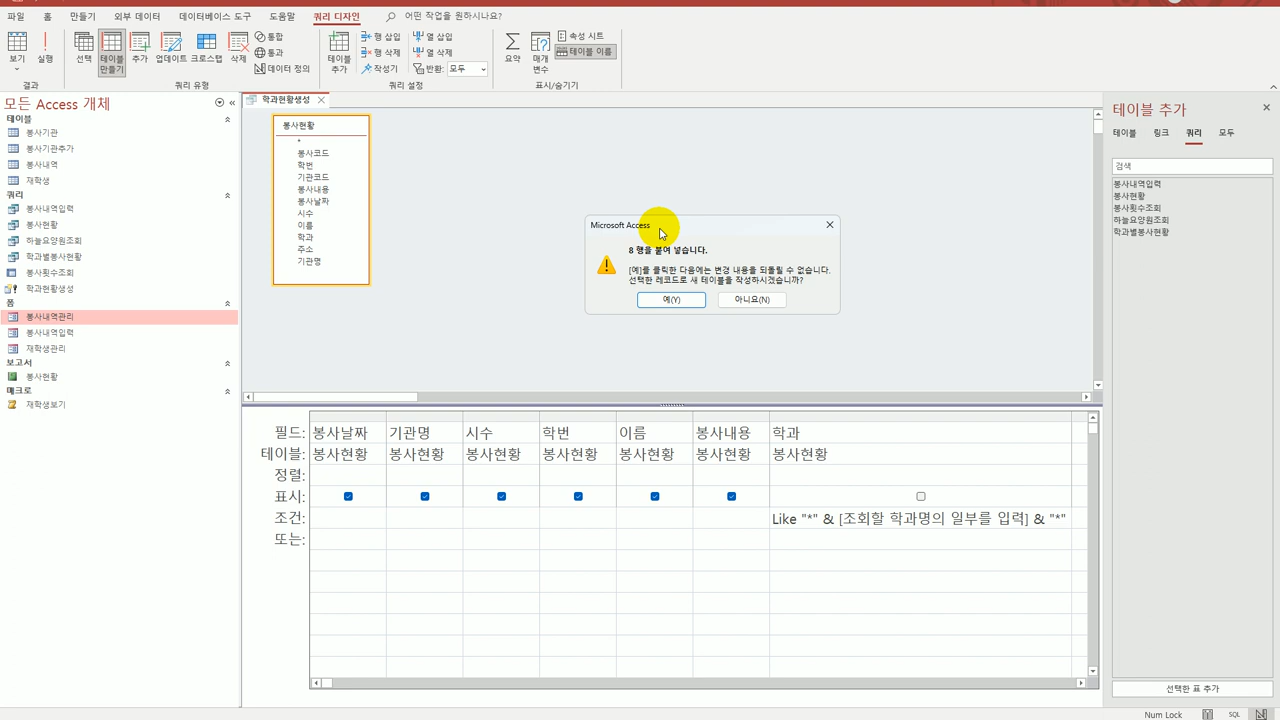 파일 홈 만들기 외부 데이터 데이터베이스 도구 도움말 쿼리 디자인 어떤 작업을 원하시나요?
보기 실행 선택 테이블 만들기 추가 업데이트 크로스탭 삭제 통합 통과 데이터 정의 테이블 추가 행 삽입 행 삭제 작성기 열 삽입 열 삭제 반환: 모두 요약 매개 변수 속성 시트 테이블 이름
결과 쿼리 유형 쿼리 설정 표시/숨기기
모든 Access 개체
테이블
봉사기관
봉사기관추가
봉사내역
재학생
쿼리
봉사내역입력
봉사현황
하늘요양원조회
학과별봉사현황
봉사횟수조회
학과현황생성
폼
봉사내역관리
봉사내역입력
재학생관리
보고서
봉사현황
매크로
재학생보기
학과현황생성
봉사현황
*
봉사코드
학번
기관코드
봉사내용
봉사날짜
시수
이름
학과
주소
기관명
Microsoft Access
8 행을 붙여 넣습니다.
[예]를 클릭한 다음에는 변경 내용을 되돌릴 수 없습니다.
선택한 레코드로 새 테이블을 작성하시겠습니까?
예(Y) 아니요(N)
필드: 봉사날짜 기관명 시수 학번 이름 봉사내용 학과
테이블: 봉사현황 봉사현황 봉사현황 봉사현황 봉사현황 봉사현황 봉사현황
정렬:
표시:
조건: Like "*" & [조회할 학과명의 일부를 입력] & "*"
또는:
테이블 추가
테이블 링크 쿼리 모두
검색
봉사내역입력
봉사현황
봉사횟수조회
하늘요양원조회
학과별봉사현황
선택한 표 추가
Num Lock SQL